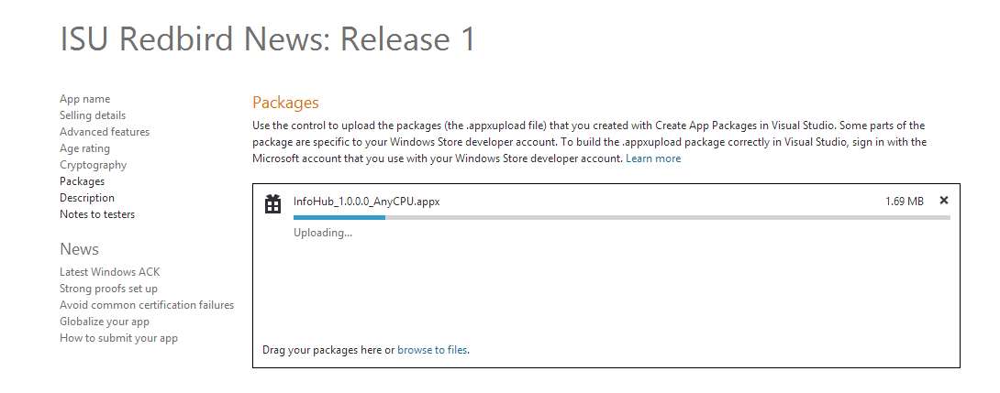 ISU Redbird News: Release 1
App name
Selling details
Advanced features
Age rating
Cryptography
Packages
Description
Notes to testers
News
Latest Windows ACK
Strong proofs set up
Avoid common certification failures
Globalize your app
How to submit your app
Packages
Use the control to upload the packages (the .appxupload file) that you created with Create App Packages in Visual Studio. Some parts of the
package are specific to your Windows Store developer account. To build the .appxupload package correctly in Visual Studio, sign in with the
Microsoft account that you use with your Windows Store developer account. Learn more
InfoHub_1.0.0.0_AnyCPU.appx 1.69 MB
Uploading...
Drag your packages here or browse to files.